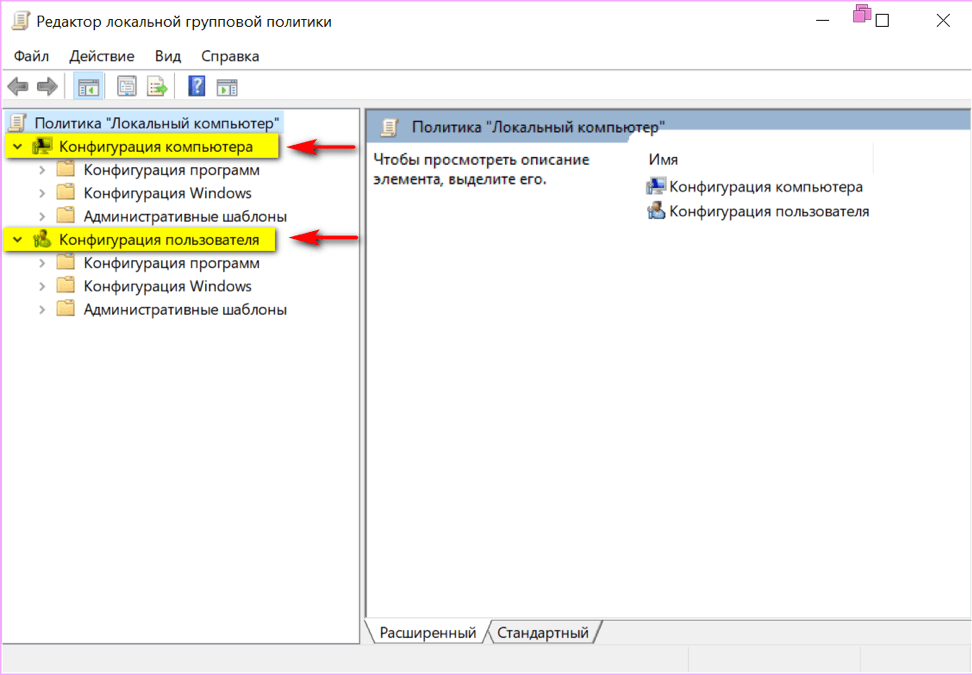 Редактор локальной групповой политики
Файл Действие Вид Справка
Политика "Локальный компьютер"
Конфигурация компьютера
Конфигурация программ
Конфигурация Windows
Административные шаблоны
Конфигурация пользователя
Конфигурация программ
Конфигурация Windows
Административные шаблоны
Политика "Локальный компьютер"
Чтобы просмотреть описание
элемента, выделите его.
Имя
Конфигурация компьютера
Конфигурация пользователя
Расширенный Стандартный